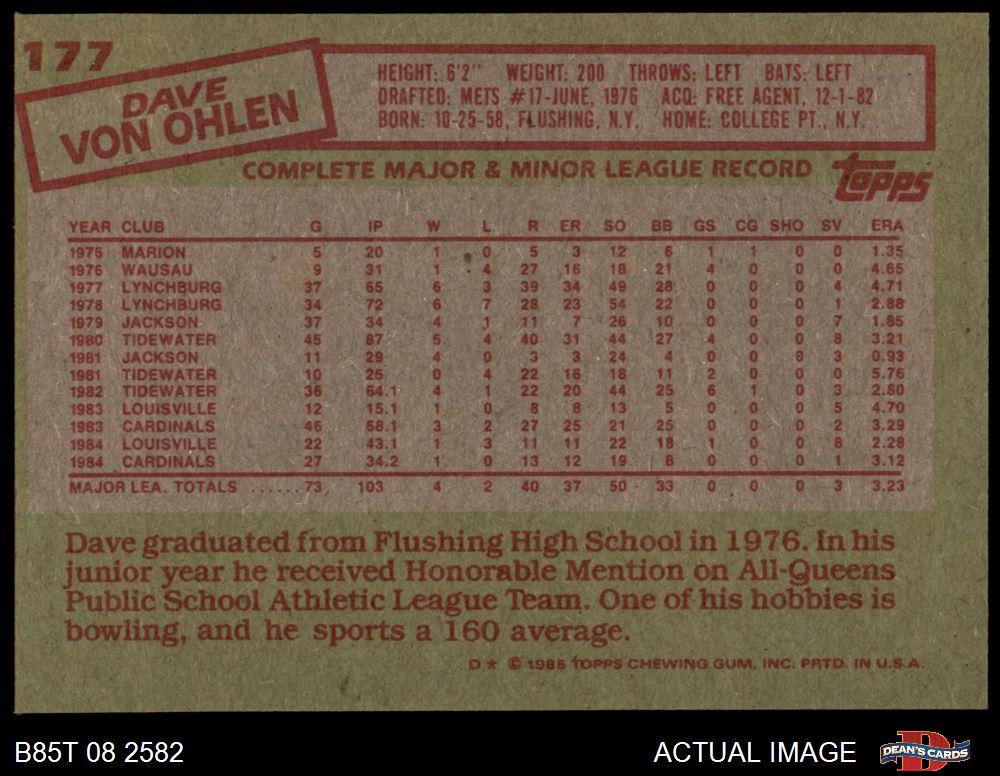 177
DAVE
VON OHLEN
HEIGHT: 6'2" WEIGHT: 200 THROWS: LEFT BATS: LEFT
DRAFTED: METS #17-JUNE, 1976 ACQ: FREE AGENT, 12-1-82
BORN: 10-25-58, FLUSHING, N.Y. HOME: COLLEGE PT., N.Y.
COMPLETE MAJOR & MINOR LEAGUE RECORD
topps
YEAR CLUB G IP W L R ER SO BB GS CG SHO SV ERA
1976 MARION 5 20 1 0 5 3 12 6 1 1 0 0 1.35
1976 WAUSAU 9 31 1 4 27 16 18 21 4 0 0 0 4.65
1977 LYNCHBURG 37 65 6 3 39 34 49 28 0 0 0 4 4.71
1978 LYNCHBURG 34 72 6 7 28 23 54 22 0 0 0 1 2.88
1979 JACKSON 37 34 4 1 11 7 26 10 0 0 0 7 1.85
1980 TIDEWATER 45 87 5 4 40 31 44 27 4 0 0 8 3.21
1981 JACKSON 11 29 4 0 3 3 24 4 0 0 0 3 0.93
1981 TIDEWATER 10 25 0 4 22 16 18 11 2 0 0 0 5.76
1982 TIDEWATER 36 64.1 4 1 22 20 44 25 6 1 0 3 2.80
1983 LOUISVILLE 12 15.1 1 0 8 8 13 5 0 0 0 5 4.70
1983 CARDINALS 46 68.1 3 2 27 25 21 25 0 0 0 2 3.29
1984 LOUISVILLE 22 43.1 1 3 11 11 22 18 1 0 0 8 2.28
1984 CARDINALS 27 34.2 1 0 13 12 19 8 0 0 0 1 3.12
MAJOR LEA. TOTALS ...... 73 103 4 2 40 37 50 33 0 0 0 3 3.23
Dave graduated from Flushing High School in 1976. In his
junior year he received Honorable Mention on All-Queens
Public School Athletic League Team. One of his hobbies is
bowling, and he sports a 160 average.
D* © 1985 TOPPS CHEWING GUM, INC. PRTD. IN U.S.A.
B85T 08 2582
ACTUAL IMAGE
D
DEAN'S CARDS